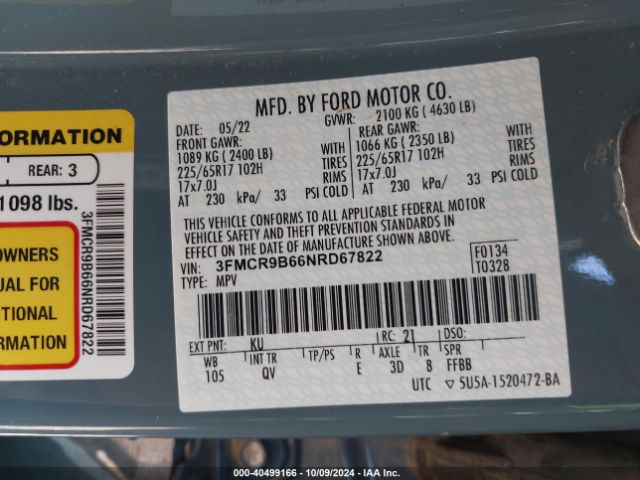 ORMATION
REAR: 3
1098 lbs.
OWNERS
UAL FOR
TIONAL
ORMATION
3FMCR9B66NRD67822
MFD. BY FORD MOTOR CO.
DATE: 05/22 GVWR: 2100 KG (4630 LB)
FRONT GAWR: REAR GAWR:
1089 KG (2400 LB) WITH 1066 KG (2350 LB) WITH
225/65R17 102H TIRES 225/65R17 102H TIRES
17x7.0J RIMS 17x7.0J RIMS
AT 230 kPa/ 33 PSI COLD AT 230 kPa/ 33 PSI COLD
THIS VEHICLE CONFORMS TO ALL APPLICABLE FEDERAL MOTOR
VEHICLE SAFETY AND THEFT PREVENTION STANDARDS IN
EFFECT ON THE DATE OF MANUFACTURE SHOWN ABOVE.
VIN: 3FMCR9B66NRD67822 F0134
TYPE: MPV T0328
EXT PNT: KU RC: 21 DSO:
WB INT TR TP/PS R AXLE TR SPR
105 QV E 3D 8 FFBB
UTC ▽ 5U5A-1520472-BA
000-40499166 - 10/09/2024 - IAA Inc.